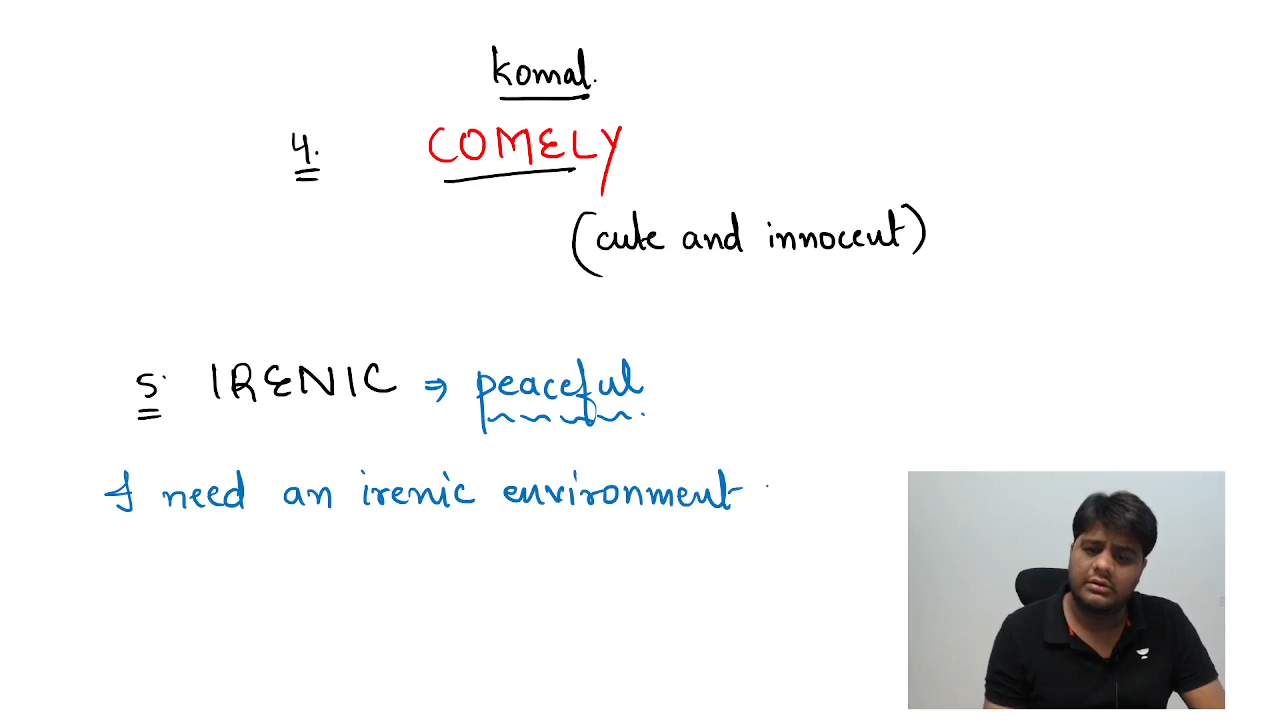 Komal.
4. COMELY
(cute and innocent)
5. IRENIC ⇒ peaceful.
I need an irenic environment